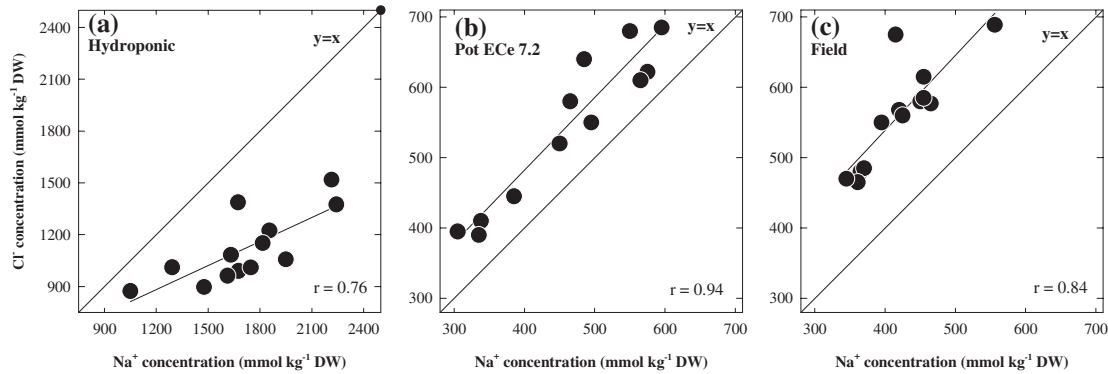 (a)
Hydroponic
y=x
r = 0.76
2500
2100
1800
1500
1200
900
900
1200
1500
1800
2100
2400
Cl⁻ concentration (mmol kg⁻¹ DW)
Na⁺ concentration (mmol kg⁻¹ DW)
(b)
Pot ECe 7.2
y=x
r = 0.94
700
600
500
400
300
300
400
500
600
700
Na⁺ concentration (mmol kg⁻¹ DW)
(c)
Field
y=x
r = 0.84
700
600
500
400
300
300
400
500
600
700
Na⁺ concentration (mmol kg⁻¹ DW)